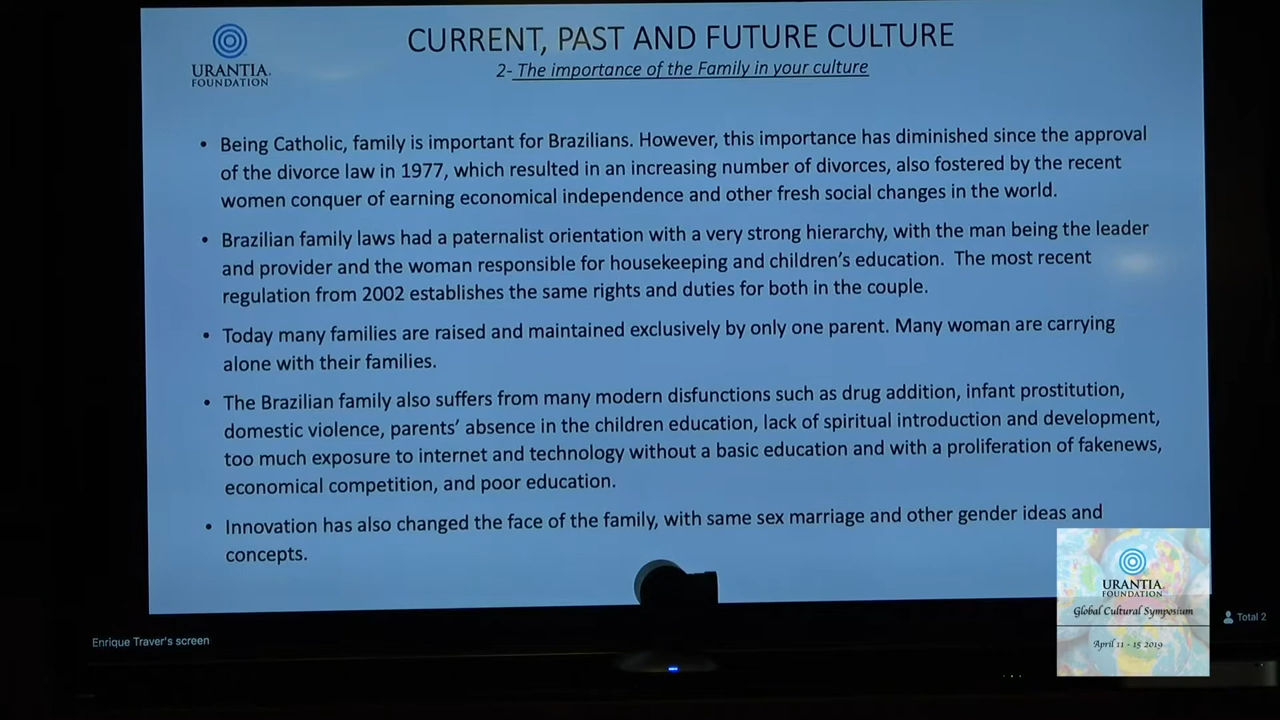 URANTIA
FOUNDATION
CURRENT, PAST AND FUTURE CULTURE
2- The importance of the Family in your culture
• Being Catholic, family is important for Brazilians. However, this importance has diminished since the approval
of the divorce law in 1977, which resulted in an increasing number of divorces, also fostered by the recent
women conquer of earning economical independence and other fresh social changes in the world.
• Brazilian family laws had a paternalist orientation with a very strong hierarchy, with the man being the leader
and provider and the woman responsible for housekeeping and children's education. The most recent
regulation from 2002 establishes the same rights and duties for both in the couple.
• Today many families are raised and maintained exclusively by only one parent. Many woman are carrying
alone with their families.
• The Brazilian family also suffers from many modern disfunctions such as drug addition, infant prostitution,
domestic violence, parents' absence in the children education, lack of spiritual introduction and development,
too much exposure to internet and technology without a basic education and with a proliferation of fakenews,
economical competition, and poor education.
• Innovation has also changed the face of the family, with same sex marriage and other gender ideas and
concepts.
URANTIA
FOUNDATION
Global Cultural Symposium
April 11 - 15 2019
Enrique Traver's screen
Total 2